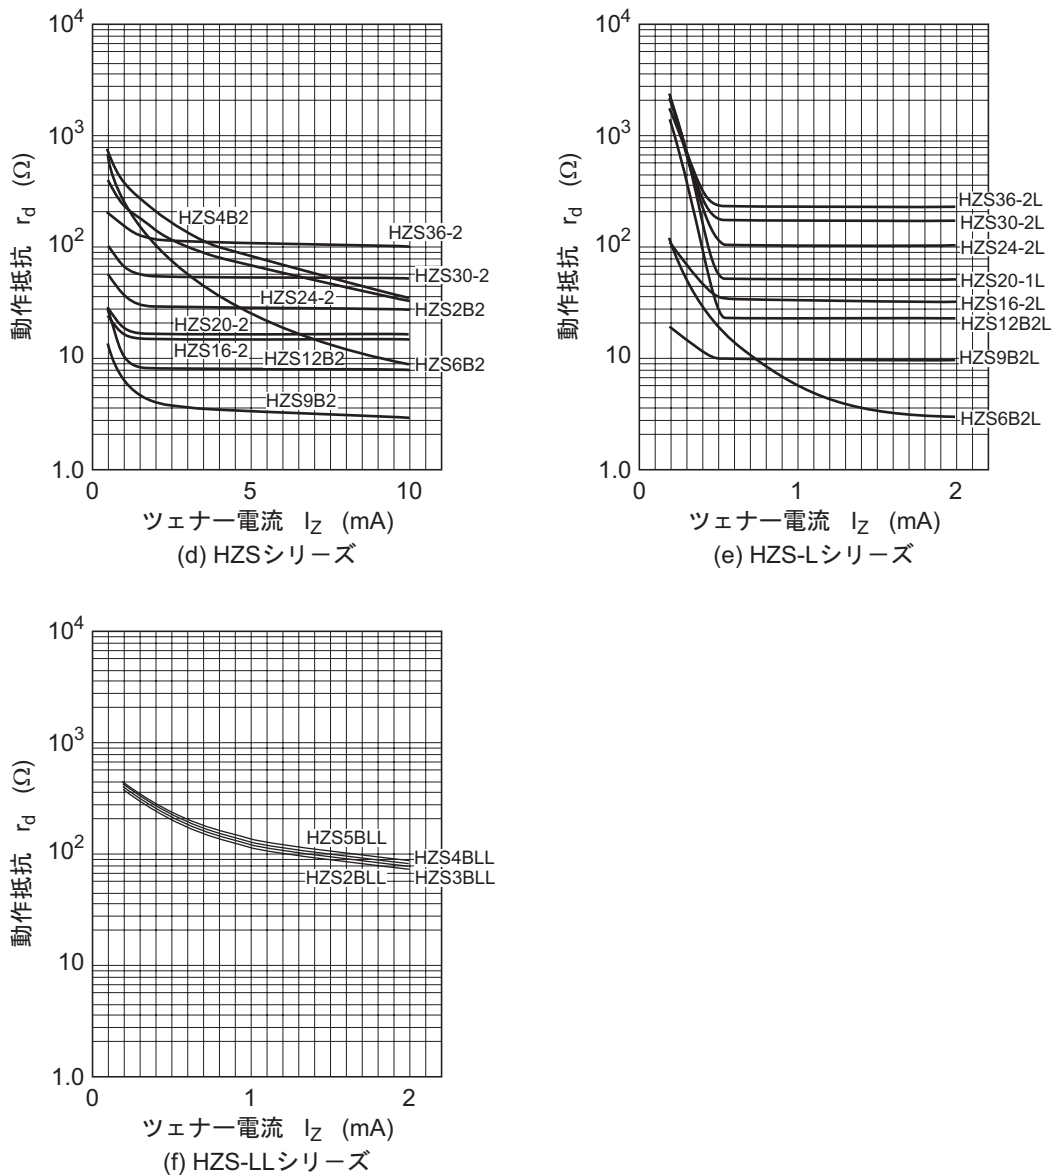 10⁴
10³
10²
10
1.0
動作抵抗 r_d (Ω)
HZS4B2
HZS36-2
HZS30-2
HZS24-2
HZS2B2
HZS20-2
HZS16-2
HZS12B2
HZS6B2
HZS9B2
0 5 10
ツェナー電流 I_Z (mA)
(d) HZSシリーズ
10⁴
10³
10²
10
1.0
動作抵抗 r_d (Ω)
HZS36-2L
HZS30-2L
HZS24-2L
HZS20-1L
HZS16-2L
HZS12B2L
HZS9B2L
HZS6B2L
0 1 2
ツェナー電流 I_Z (mA)
(e) HZS-Lシリーズ
10⁴
10³
10²
10
1.0
動作抵抗 r_d (Ω)
HZS5BLL
HZS4BLL
HZS2BLL
HZS3BLL
0 1 2
ツェナー電流 I_Z (mA)
(f) HZS-LLシリーズ